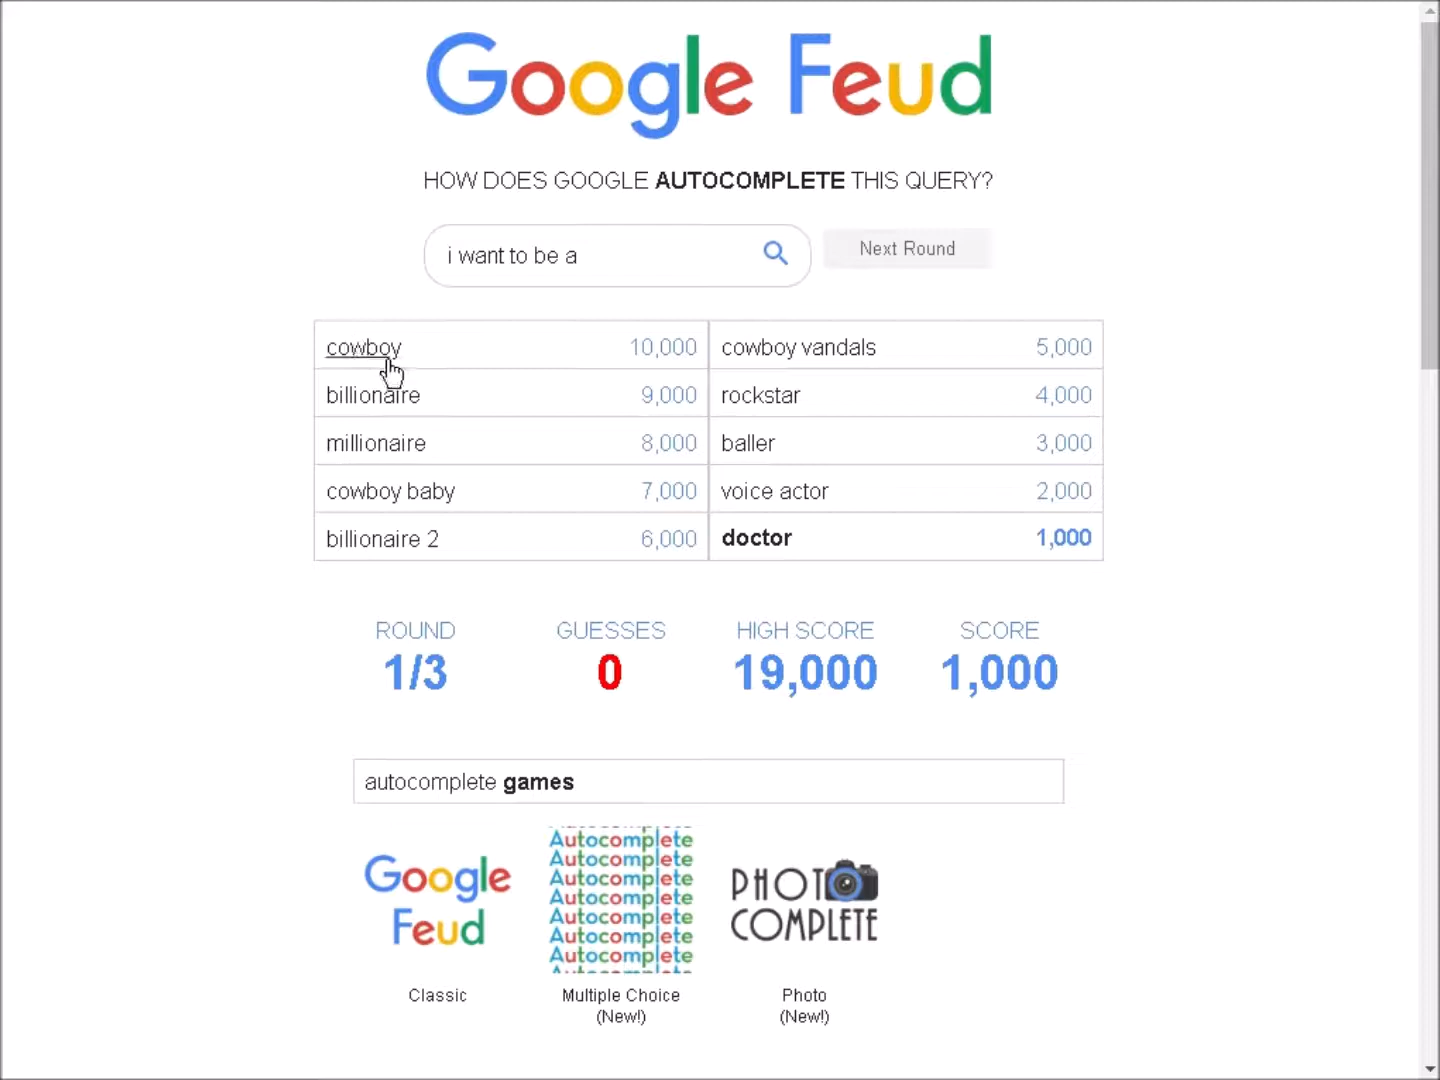 Google Feud
HOW DOES GOOGLE AUTOCOMPLETE THIS QUERY?
i want to be a
Next Round
cowboy 10,000 cowboy vandals 5,000
billionaire 9,000 rockstar 4,000
millionaire 8,000 baller 3,000
cowboy baby 7,000 voice actor 2,000
billionaire 2 6,000 doctor 1,000
ROUND GUESSES HIGH SCORE SCORE
1/3 0 19,000 1,000
autocomplete games
Google
Feud
Autocomplete
Autocomplete
Autocomplete
Autocomplete
Autocomplete
Autocomplete
Autocomplete
PHOTO
COMPLETE
Classic
Multiple Choice
(New!)
Photo
(New!)